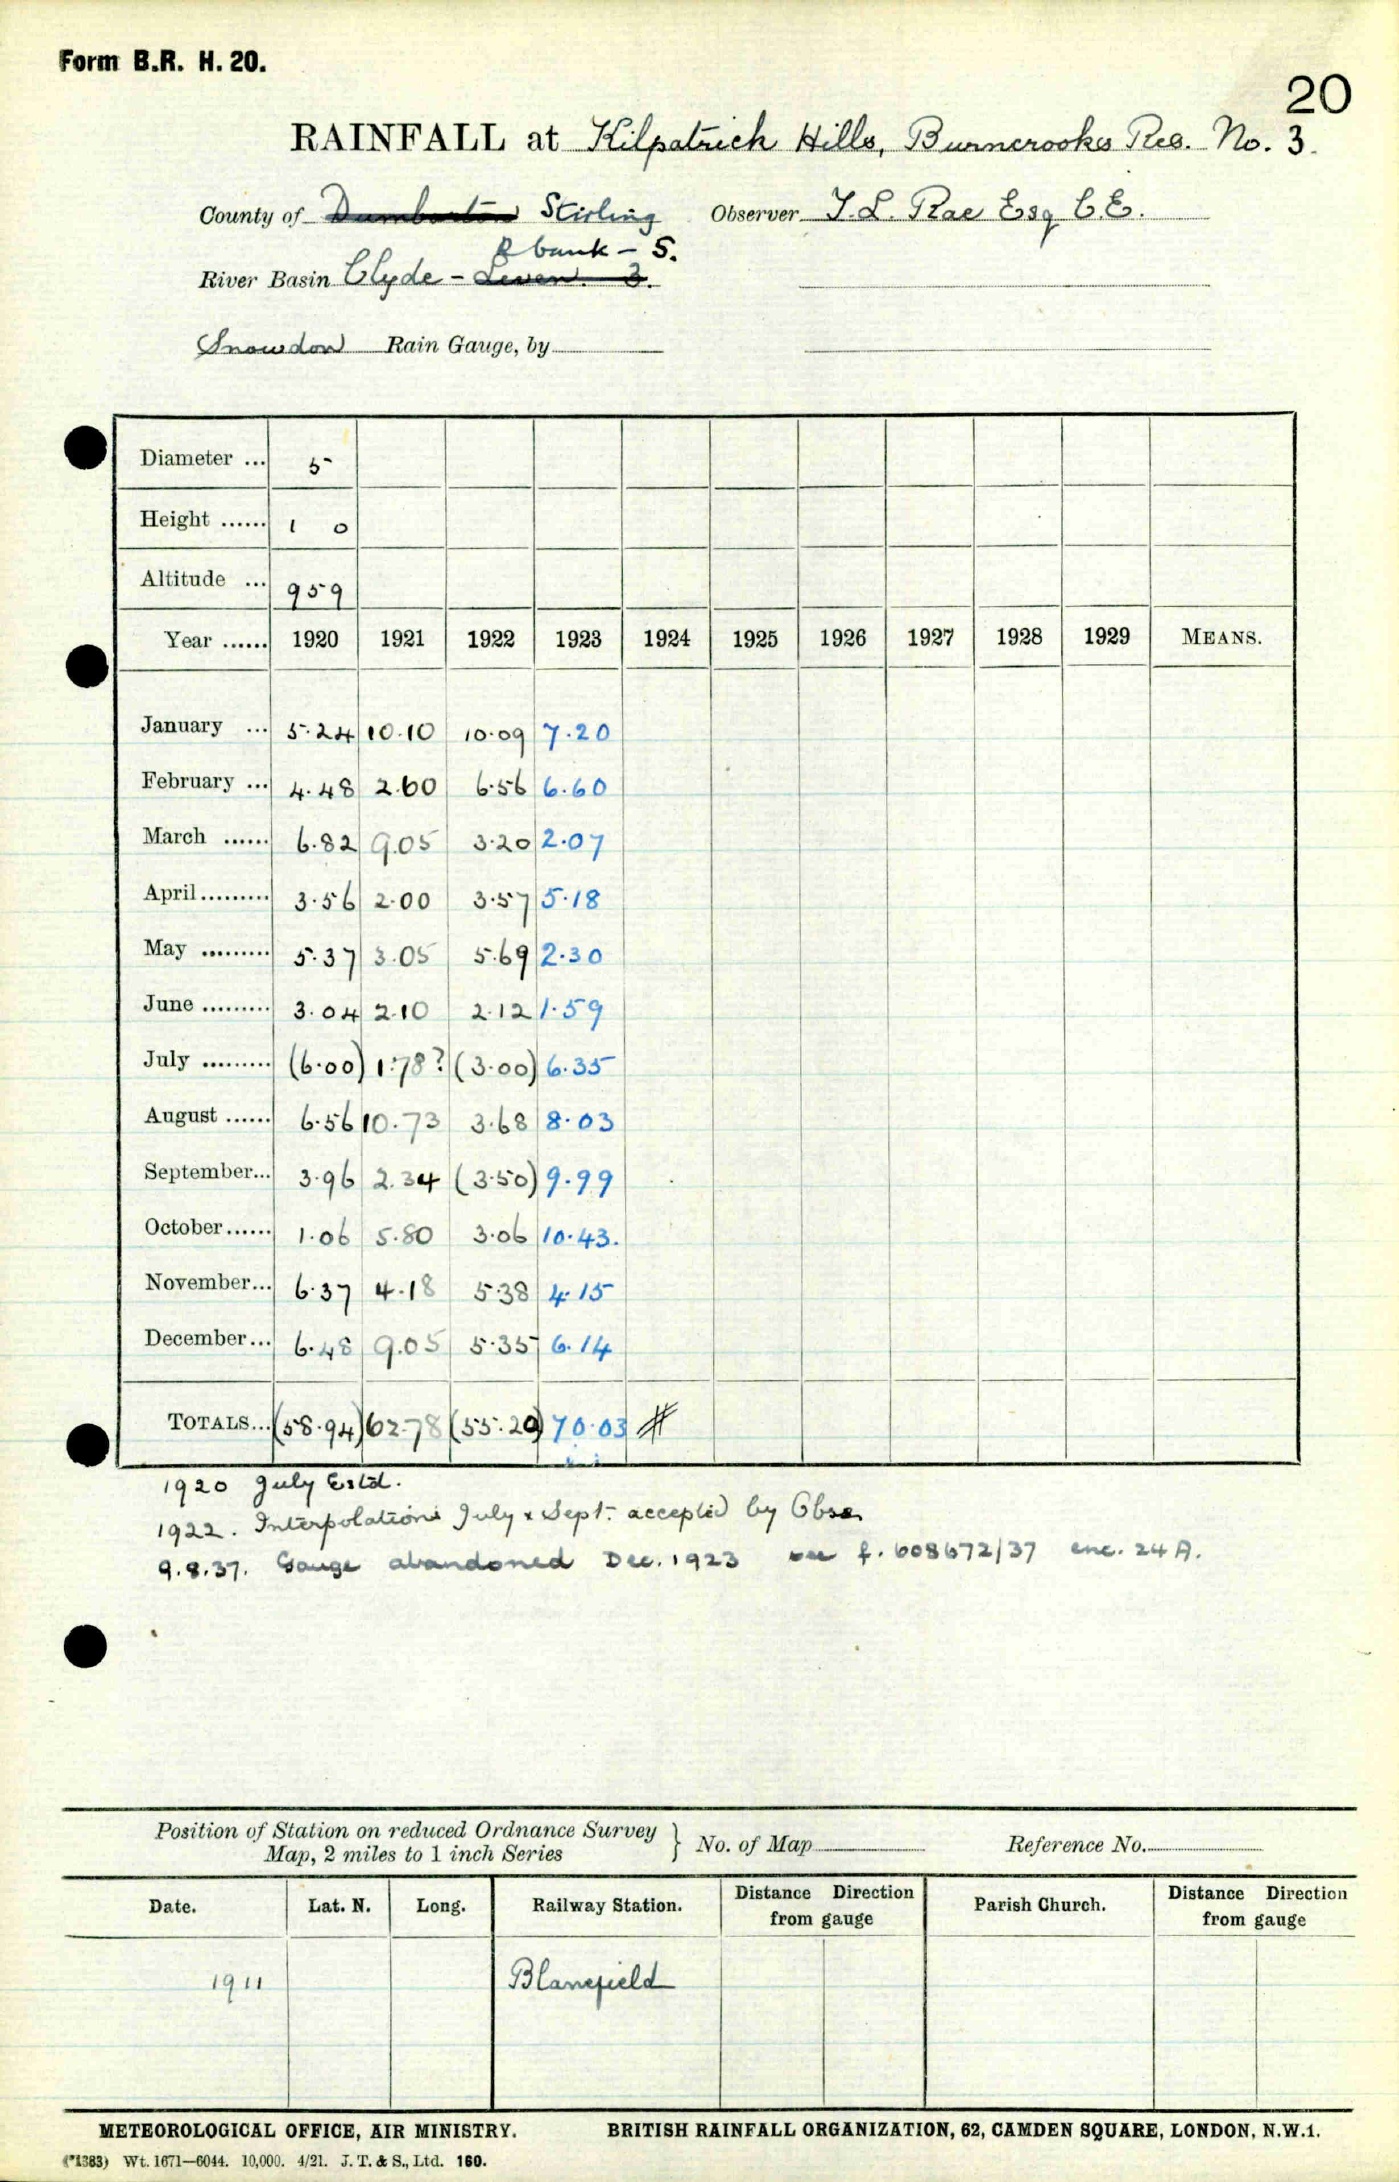 Form B.R. H. 20.
20
RAINFALL at Kilpatrick Hills, Burncrooks Res. No. 3.
County of Dumbarton Stirling Observer T. L. Rae Esq C.E.
R bank - 5.
River Basin Clyde - Leven. 3.
Snowdon Rain Gauge, by
Diameter ... 5
Height ...... 1 0
Altitude ... 959
Year ...... 1920 1921 1922 1923 1924 1925 1926 1927 1928 1929 MEANS.
January ... 5.24 10.10 10.09 7.20
February ... 4.48 2.60 6.56 6.60
March ...... 6.82 9.05 3.20 2.07
April ......... 3.56 2.00 3.57 5.18
May ......... 5.37 3.05 5.69 2.30
June ......... 3.04 2.10 2.12 1.59
July ......... (6.00) 1.78? (3.00) 6.35
August ...... 6.56 10.73 3.68 8.03
September... 3.96 2.34 (3.50) 9.99
October...... 1.06 5.80 3.06 10.43.
November... 6.37 4.18 5.38 4.15
December... 6.48 9.05 5.35 6.14
TOTALS... (58.94) 62.78 (55.20) 70.03 #
1920 July Estd.
1922. Interpolations July & Sept. accepted by Obsr.
9.8.37. Gauge abandoned Dec. 1923 see f. 608672/37 enc. 24A.
Position of Station on reduced Ordnance Survey
Map, 2 miles to 1 inch Series } No. of Map Reference No.
Date. Lat. N. Long. Railway Station. Distance Direction from gauge Parish Church. Distance Direction from gauge
1911 Blanefield
METEOROLOGICAL OFFICE, AIR MINISTRY. BRITISH RAINFALL ORGANIZATION, 62, CAMDEN SQUARE, LONDON, N.W.1.
(*1383) Wt. 1671—6044. 10,000. 4/21. J. T. & S., Ltd. 160.